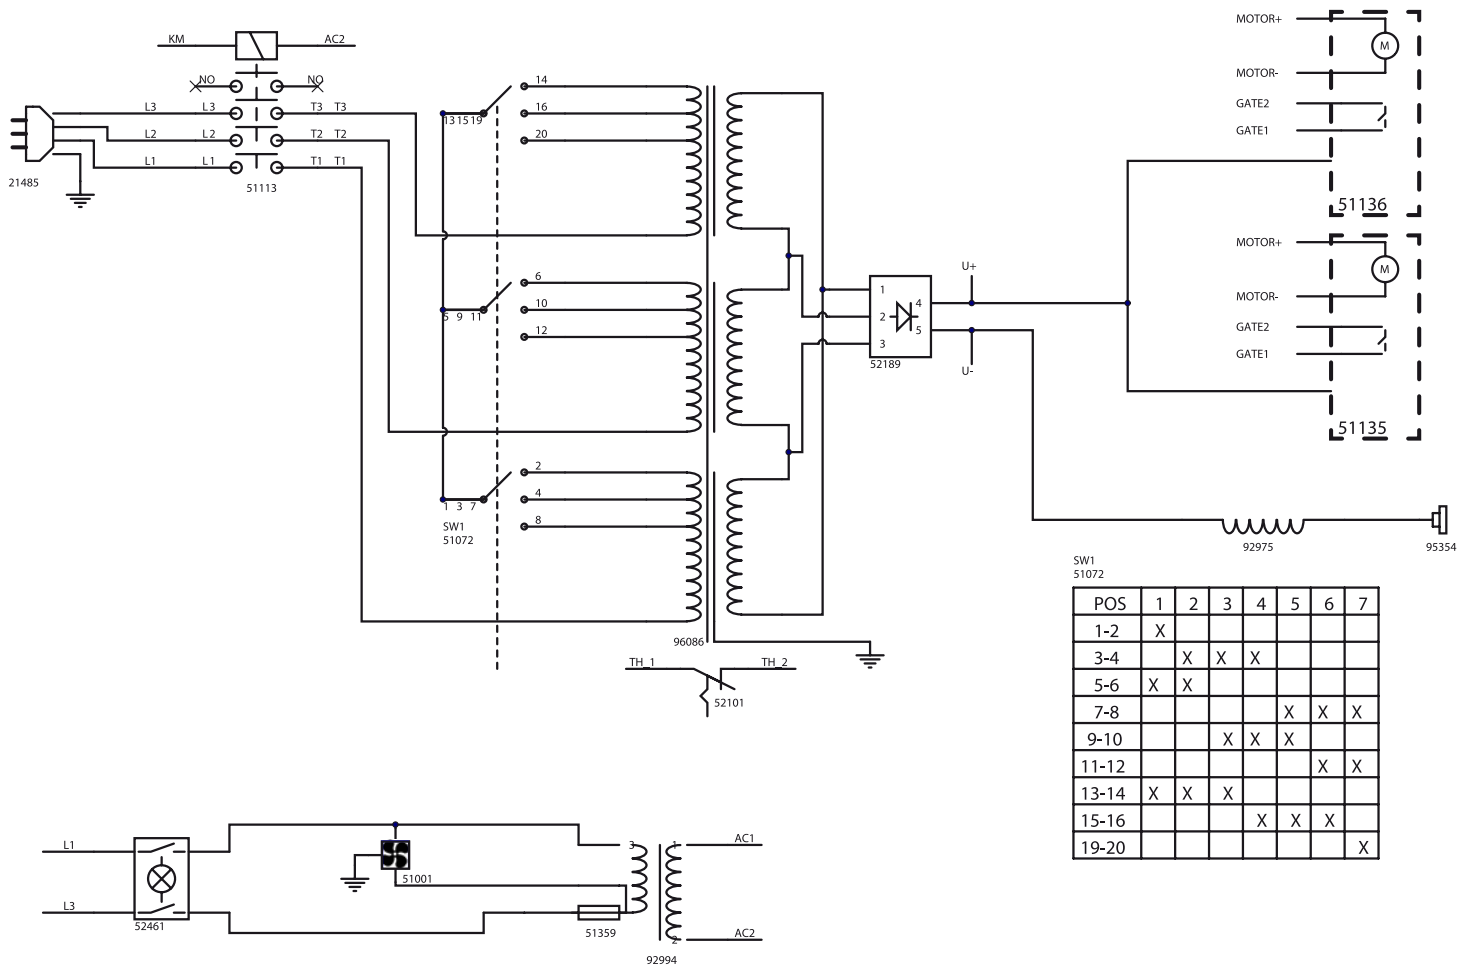 KM AC2
NO NO
L3 L3 T3 T3
L2 L2 T2 T2
L1 L1 T1 T1
21485
51113
131519
14
16
20
5 9 11
6
10
12
1 3 7
2
4
8
SW1
51072
96086
TH_1 TH_2
52101
1
2
3
4
5
52189
U+
U-
MOTOR+
M
MOTOR-
GATE2
GATE1
51136
MOTOR+
M
MOTOR-
GATE2
GATE1
51135
92975
95354
SW1
51072
POS 1 2 3 4 5 6 7
1-2 X
3-4 X X X
5-6 X X
7-8 X X X
9-10 X X X
11-12 X X
13-14 X X X
15-16 X X X
19-20 X
L1
L3
52461
51001
51359
3
1
2
AC1
AC2
92994